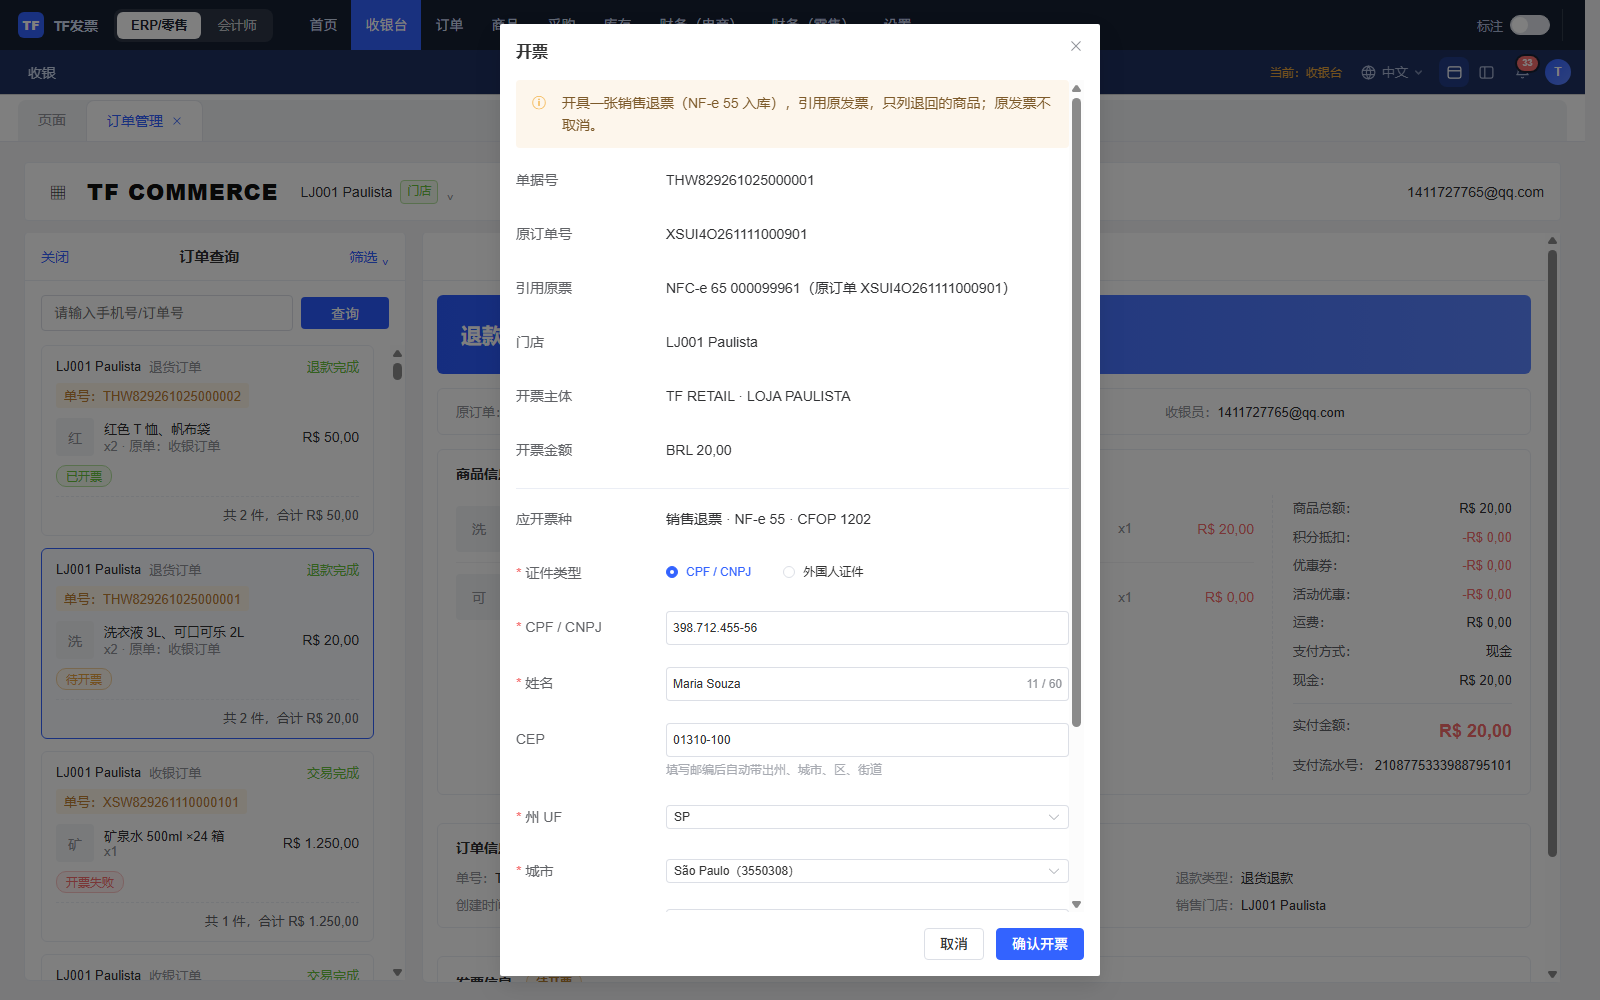 TF
TF发票
ERP/零售
会计师
首页
收银台
订单
标注
收银
当前：收银台
中文
33
T
页面
订单管理
TF COMMERCE
LJ001 Paulista
门店
1411727765@qq.com
关闭
订单查询
筛选
请输入手机号/订单号
查询
LJ001 Paulista 退货订单
退款完成
单号：THW829261025000002
红
红色 T 恤、帆布袋
x2 · 原单：收银订单
R$ 50,00
已开票
共 2 件，合计 R$ 50,00
LJ001 Paulista 退货订单
退款完成
单号：THW829261025000001
洗
洗衣液 3L、可口可乐 2L
x2 · 原单：收银订单
R$ 20,00
待开票
共 2 件，合计 R$ 20,00
LJ001 Paulista 收银订单
交易完成
单号：XSW829261110000101
矿
矿泉水 500ml ×24 箱
x1
R$ 1.250,00
开票失败
共 1 件，合计 R$ 1.250,00
LJ001 Paulista 收银订单
交易完成
退款
原订单:
收银员：1411727765@qq.com
商品信
洗
x1
R$ 20,00
可
x1
R$ 0,00
商品总额:
R$ 20,00
积分抵扣:
-R$ 0,00
优惠券:
-R$ 0,00
活动优惠:
-R$ 0,00
运费:
R$ 0,00
支付方式:
现金
现金:
R$ 20,00
实付金额:
R$ 20,00
支付流水号：2108775333988795101
订单信
单号：T
创建时间
退款类型：退货退款
销售门店：LJ001 Paulista
开票
开具一张销售退票（NF-e 55 入库），引用原发票，只列退回的商品；原发票不
取消。
单据号
THW829261025000001
原订单号
XSUI4O261111000901
引用原票
NFC-e 65 000099961（原订单 XSUI4O261111000901）
门店
LJ001 Paulista
开票主体
TF RETAIL · LOJA PAULISTA
开票金额
BRL 20,00
应开票种
销售退票 · NF-e 55 · CFOP 1202
* 证件类型
CPF / CNPJ
外国人证件
* CPF / CNPJ
398.712.455-56
* 姓名
Maria Souza
11 / 60
CEP
01310-100
填写邮编后自动带出州、城市、区、街道
* 州 UF
SP
* 城市
São Paulo（3550308）
取消
确认开票